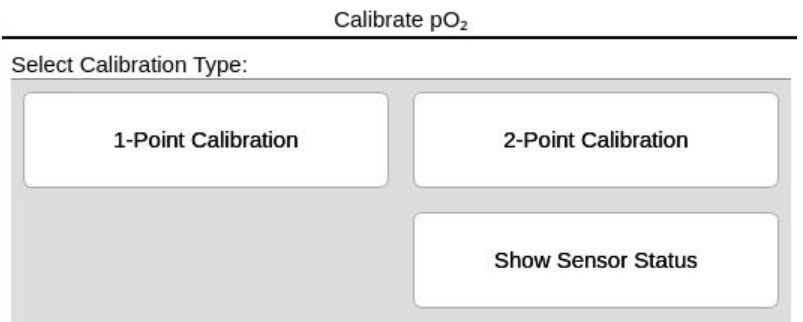 Calibrate pO₂
Select Calibration Type:
1-Point Calibration
2-Point Calibration
Show Sensor Status